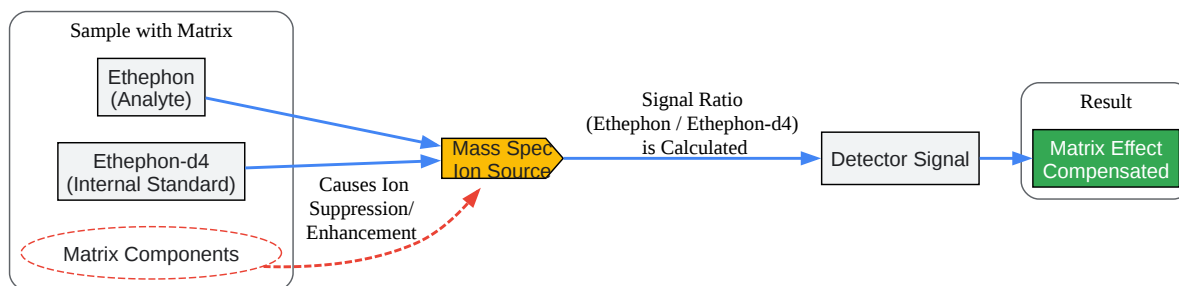 Sample with Matrix
Ethephon
(Analyte)
Ethephon-d4
(Internal Standard)
Matrix Components
Causes Ion
Suppression/
Enhancement
Mass Spec
Ion Source
Signal Ratio
(Ethephon / Ethephon-d4)
is Calculated
Detector Signal
Result
Matrix Effect
Compensated